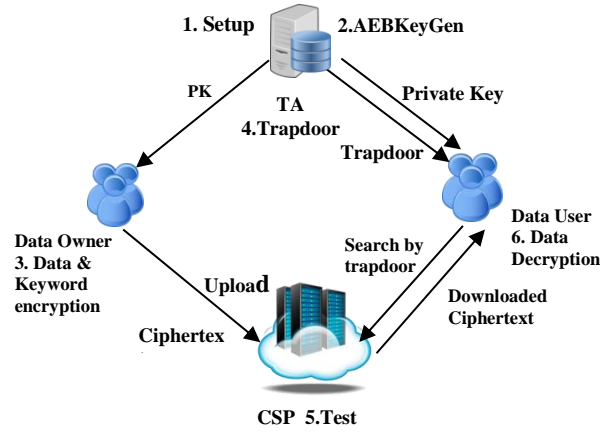 1. Setup
2.AEBKeyGen
PK
Private Key
TA
4.Trapdoor
Trapdoor
Data Owner
3. Data &
Keyword
encryption
Data User
6. Data
Decryption
Search by
trapdoor
Upload
Downloaded
Ciphertext
Ciphertex
CSP 5.Test